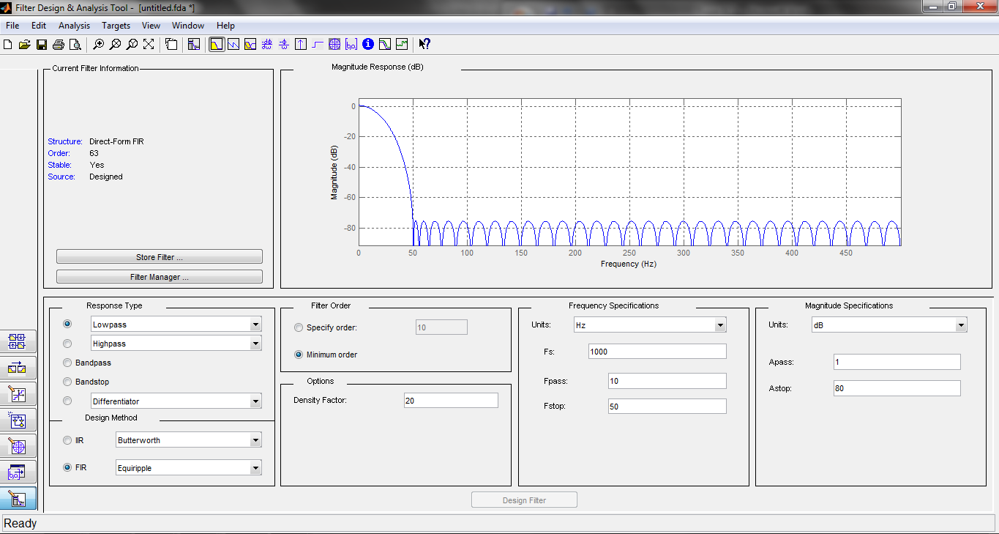 Filter Design & Analysis Tool - [untitled.fda *]
File Edit Analysis Targets View Window Help
Current Filter Information
Structure: Direct-Form FIR
Order: 63
Stable: Yes
Source: Designed
Store Filter ...
Filter Manager ...
Magnitude Response (dB)
Magnitude (dB)
0
-20
-40
-60
-80
0 50 100 150 200 250 300 350 400 450
Frequency (Hz)
Response Type
Lowpass
Highpass
Bandpass
Bandstop
Differentiator
Design Method
IIR Butterworth
FIR Equiripple
Filter Order
Specify order: 10
Minimum order
Options
Density Factor: 20
Frequency Specifications
Units: Hz
Fs: 1000
Fpass: 10
Fstop: 50
Magnitude Specifications
Units: dB
Apass: 1
Astop: 80
Design Filter
Ready